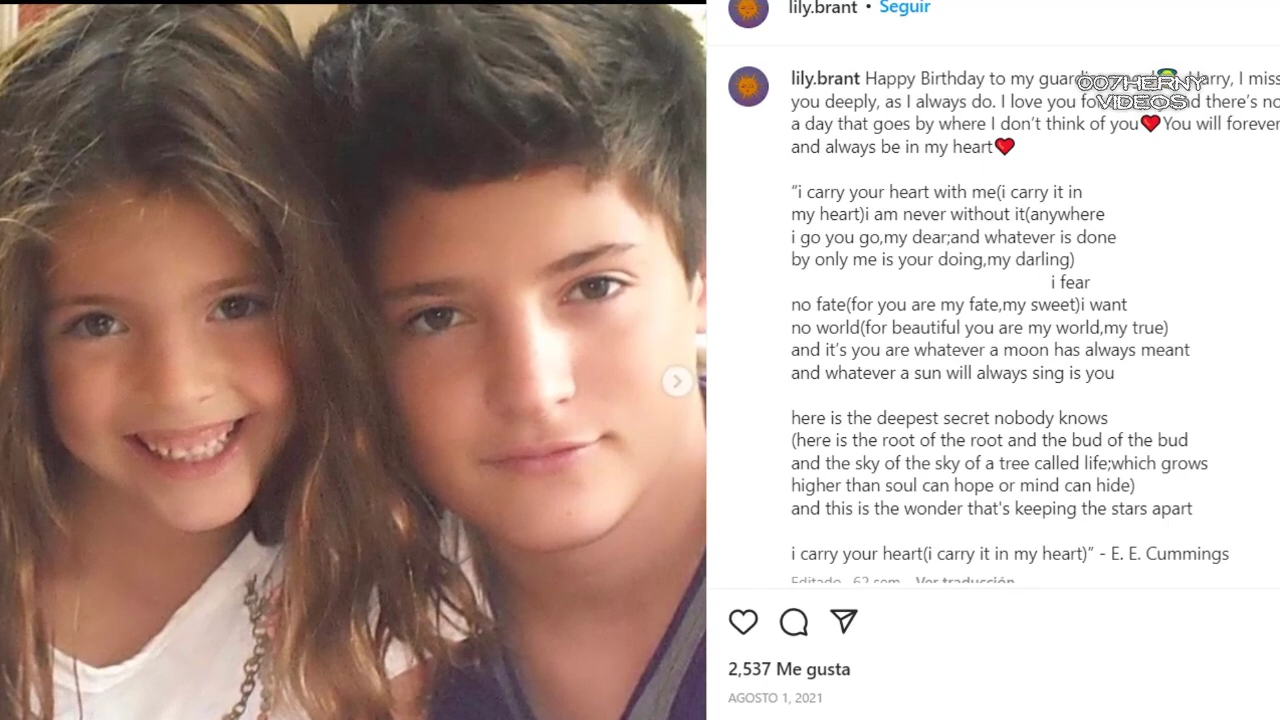 lily.brant • Seguir
lily.brant Happy Birthday to my Harry, I miss
007HERNY
VIDEOS
you deeply, as I always do. I love you there's no
a day that goes by where I don't think of you❤️You will forever
and always be in my heart❤️
“i carry your heart with me(i carry it in
my heart)i am never without it(anywhere
i go you go,my dear;and whatever is done
by only me is your doing,my darling)
i fear
no fate(for you are my fate,my sweet)i want
no world(for beautiful you are my world,my true)
and it’s you are whatever a moon has always meant
and whatever a sun will always sing is you
here is the deepest secret nobody knows
(here is the root of the root and the bud of the bud
and the sky of the sky of a tree called life;which grows
higher than soul can hope or mind can hide)
and this is the wonder that's keeping the stars apart
i carry your heart(i carry it in my heart)” - E. E. Cummings
Editado · 62 sem Ver traducción
2,537 Me gusta
AGOSTO 1, 2021